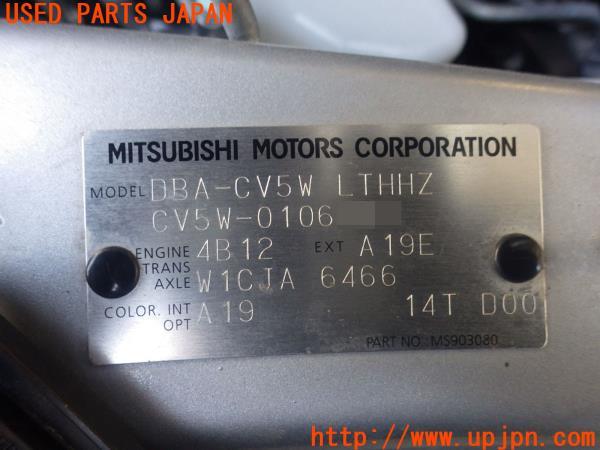 USED PARTS JAPAN
MITSUBISHI MOTORS CORPORATION
MODEL DBA-CV5W LTHHZ
CV5W-0106
ENGINE 4B12 EXT A19E
TRANS AXLE W1CJA 6466
COLOR. INT OPT A19 14T D00
PART NO. MS903080
http://www.upjpn.com/